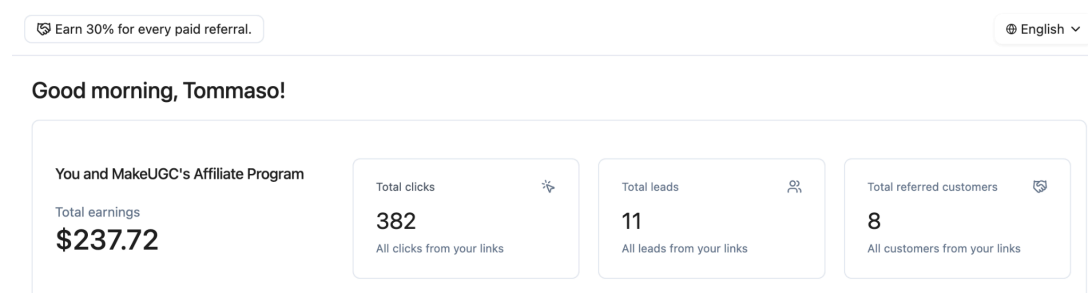 Earn 30% for every paid referral.
English
Good morning, Tommaso!
You and MakeUGC's Affiliate Program
Total earnings
$237.72
Total clicks
382
All clicks from your links
Total leads
11
All leads from your links
Total referred customers
8
All customers from your links